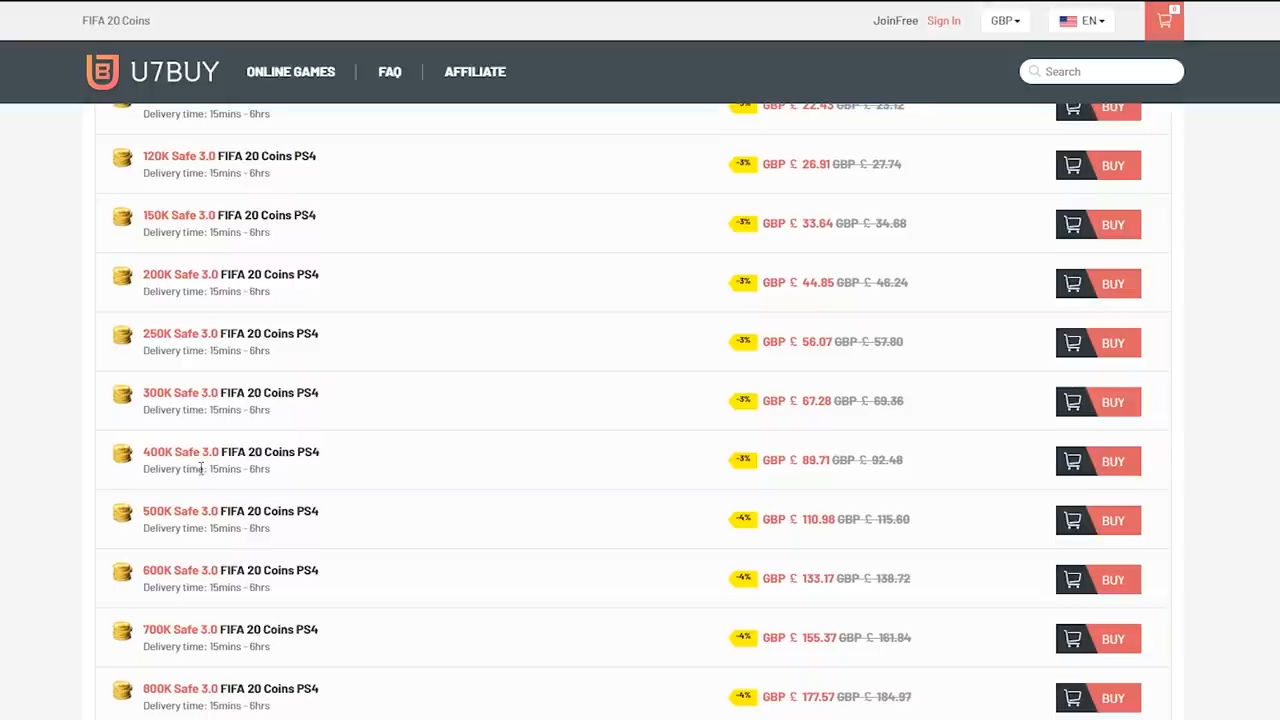 FIFA 20 Coins
JoinFree Sign In GBP EN 0
U7BUY ONLINE GAMES | FAQ | AFFILIATE Search
Delivery time: 15mins - 6hrs -3% GBP £ 22.43 GBP £ 23.12 BUY
120K Safe 3.0 FIFA 20 Coins PS4
Delivery time: 15mins - 6hrs
-3% GBP £ 26.91 GBP £ 27.74 BUY
150K Safe 3.0 FIFA 20 Coins PS4
Delivery time: 15mins - 6hrs
-3% GBP £ 33.64 GBP £ 34.68 BUY
200K Safe 3.0 FIFA 20 Coins PS4
Delivery time: 15mins - 6hrs
-3% GBP £ 44.85 GBP £ 46.24 BUY
250K Safe 3.0 FIFA 20 Coins PS4
Delivery time: 15mins - 6hrs
-3% GBP £ 56.07 GBP £ 57.80 BUY
300K Safe 3.0 FIFA 20 Coins PS4
Delivery time: 15mins - 6hrs
-3% GBP £ 67.28 GBP £ 69.36 BUY
400K Safe 3.0 FIFA 20 Coins PS4
Delivery time: 15mins - 6hrs
-3% GBP £ 89.71 GBP £ 92.48 BUY
500K Safe 3.0 FIFA 20 Coins PS4
Delivery time: 15mins - 6hrs
-4% GBP £ 110.98 GBP £ 115.60 BUY
600K Safe 3.0 FIFA 20 Coins PS4
Delivery time: 15mins - 6hrs
-4% GBP £ 133.17 GBP £ 138.72 BUY
700K Safe 3.0 FIFA 20 Coins PS4
Delivery time: 15mins - 6hrs
-4% GBP £ 155.37 GBP £ 161.84 BUY
800K Safe 3.0 FIFA 20 Coins PS4
Delivery time: 15mins - 6hrs
-4% GBP £ 177.57 GBP £ 184.97 BUY